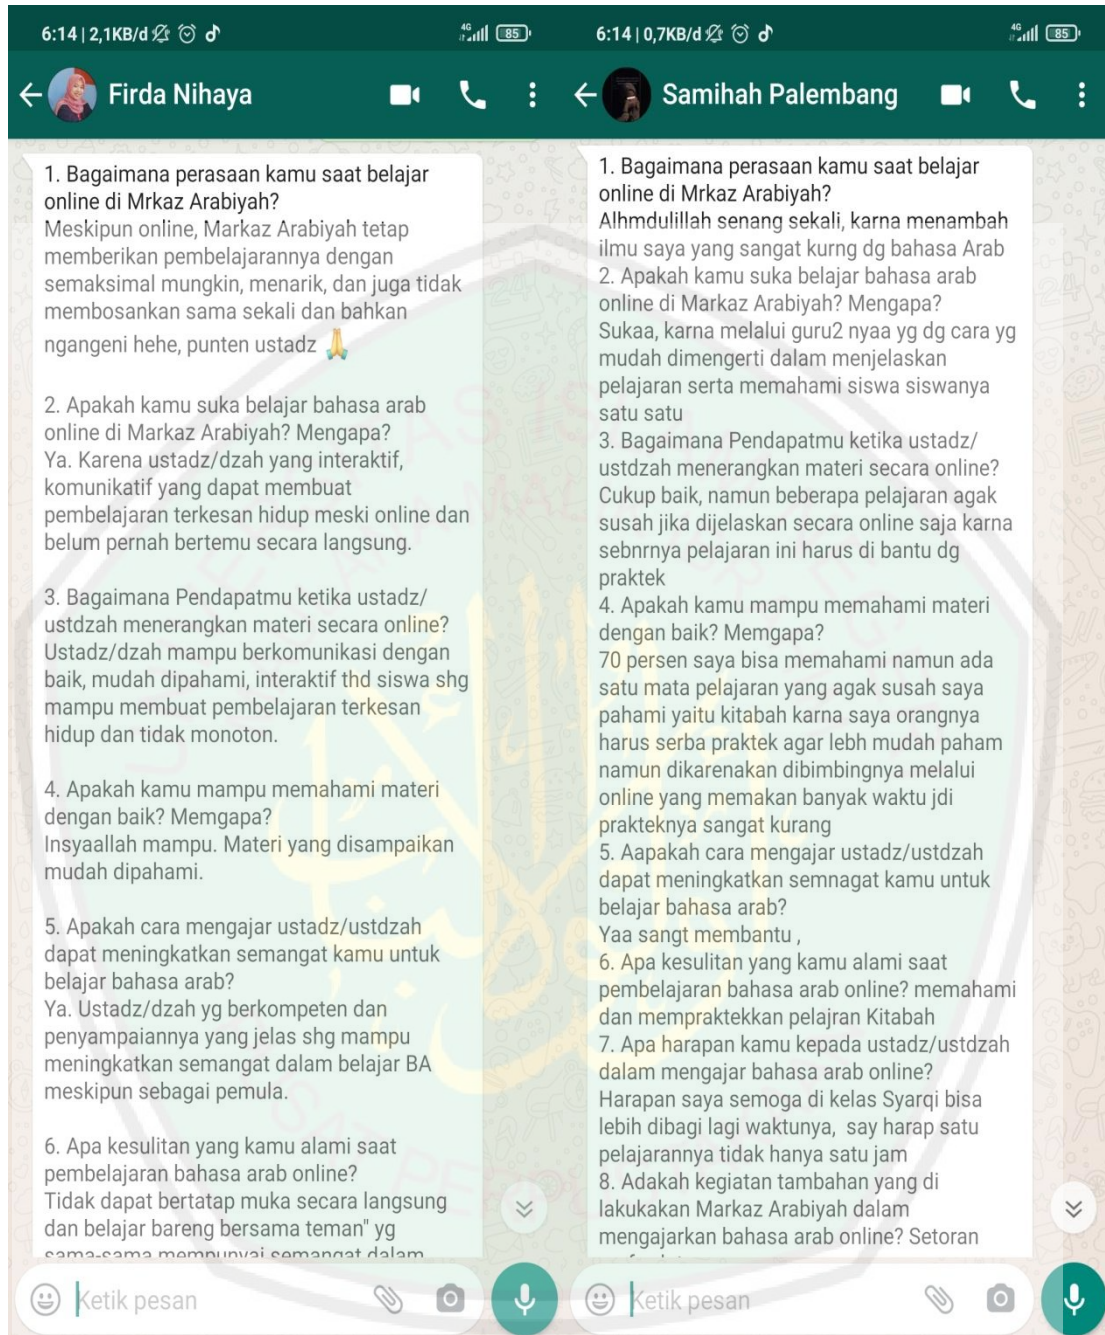 6:14 | 2,1KB/d
4G
85
Firda Nihaya
1. Bagaimana perasaan kamu saat belajar
online di Mrkaz Arabiyah?
Meskipun online, Markaz Arabiyah tetap
memberikan pembelajarannya dengan
semaksimal mungkin, menarik, dan juga tidak
membosankan sama sekali dan bahkan
ngangeni hehe, punten ustadz 🙏
2. Apakah kamu suka belajar bahasa arab
online di Markaz Arabiyah? Mengapa?
Ya. Karena ustadz/dzah yang interaktif,
komunikatif yang dapat membuat
pembelajaran terkesan hidup meski online dan
belum pernah bertemu secara langsung.
3. Bagaimana Pendapatmu ketika ustadz/
ustdzah menerangkan materi secara online?
Ustadz/dzah mampu berkomunikasi dengan
baik, mudah dipahami, interaktif thd siswa shg
mampu membuat pembelajaran terkesan
hidup dan tidak monoton.
4. Apakah kamu mampu memahami materi
dengan baik? Memgapa?
Insyaallah mampu. Materi yang disampaikan
mudah dipahami.
5. Apakah cara mengajar ustadz/ustdzah
dapat meningkatkan semangat kamu untuk
belajar bahasa arab?
Ya. Ustadz/dzah yg berkompeten dan
penyampaiannya yang jelas shg mampu
meningkatkan semangat dalam belajar BA
meskipun sebagai pemula.
6. Apa kesulitan yang kamu alami saat
pembelajaran bahasa arab online?
Tidak dapat bertatap muka secara langsung
dan belajar bareng bersama teman" yg
sama-sama mempunyai semangat dalam
Ketik pesan
6:14 | 0,7KB/d
4G
85
Samihah Palembang
1. Bagaimana perasaan kamu saat belajar
online di Mrkaz Arabiyah?
Alhmdulillah senang sekali, karna menambah
ilmu saya yang sangat kurng dg bahasa Arab
2. Apakah kamu suka belajar bahasa arab
online di Markaz Arabiyah? Mengapa?
Sukaa, karna melalui guru2 nyaa yg dg cara yg
mudah dimengerti dalam menjelaskan
pelajaran serta memahami siswa siswanya
satu satu
3. Bagaimana Pendapatmu ketika ustadz/
ustdzah menerangkan materi secara online?
Cukup baik, namun beberapa pelajaran agak
susah jika dijelaskan secara online saja karna
sebnrnya pelajaran ini harus di bantu dg
praktek
4. Apakah kamu mampu memahami materi
dengan baik? Memgapa?
70 persen saya bisa memahami namun ada
satu mata pelajaran yang agak susah saya
pahami yaitu kitabah karna saya orangnya
harus serba praktek agar lebh mudah paham
namun dikarenakan dibimbingnya melalui
online yang memakan banyak waktu jdi
prakteknya sangat kurang
5. Aapakah cara mengajar ustadz/ustdzah
dapat meningkatkan semnagat kamu untuk
belajar bahasa arab?
Yaa sangt membantu ,
6. Apa kesulitan yang kamu alami saat
pembelajaran bahasa arab online? memahami
dan mempraktekkan pelajran Kitabah
7. Apa harapan kamu kepada ustadz/ustdzah
dalam mengajar bahasa arab online?
Harapan saya semoga di kelas Syarqi bisa
lebih dibagi lagi waktunya, say harap satu
pelajarannya tidak hanya satu jam
8. Adakah kegiatan tambahan yang di
lakukakan Markaz Arabiyah dalam
mengajarkan bahasa arab online? Setoran
Ketik pesan